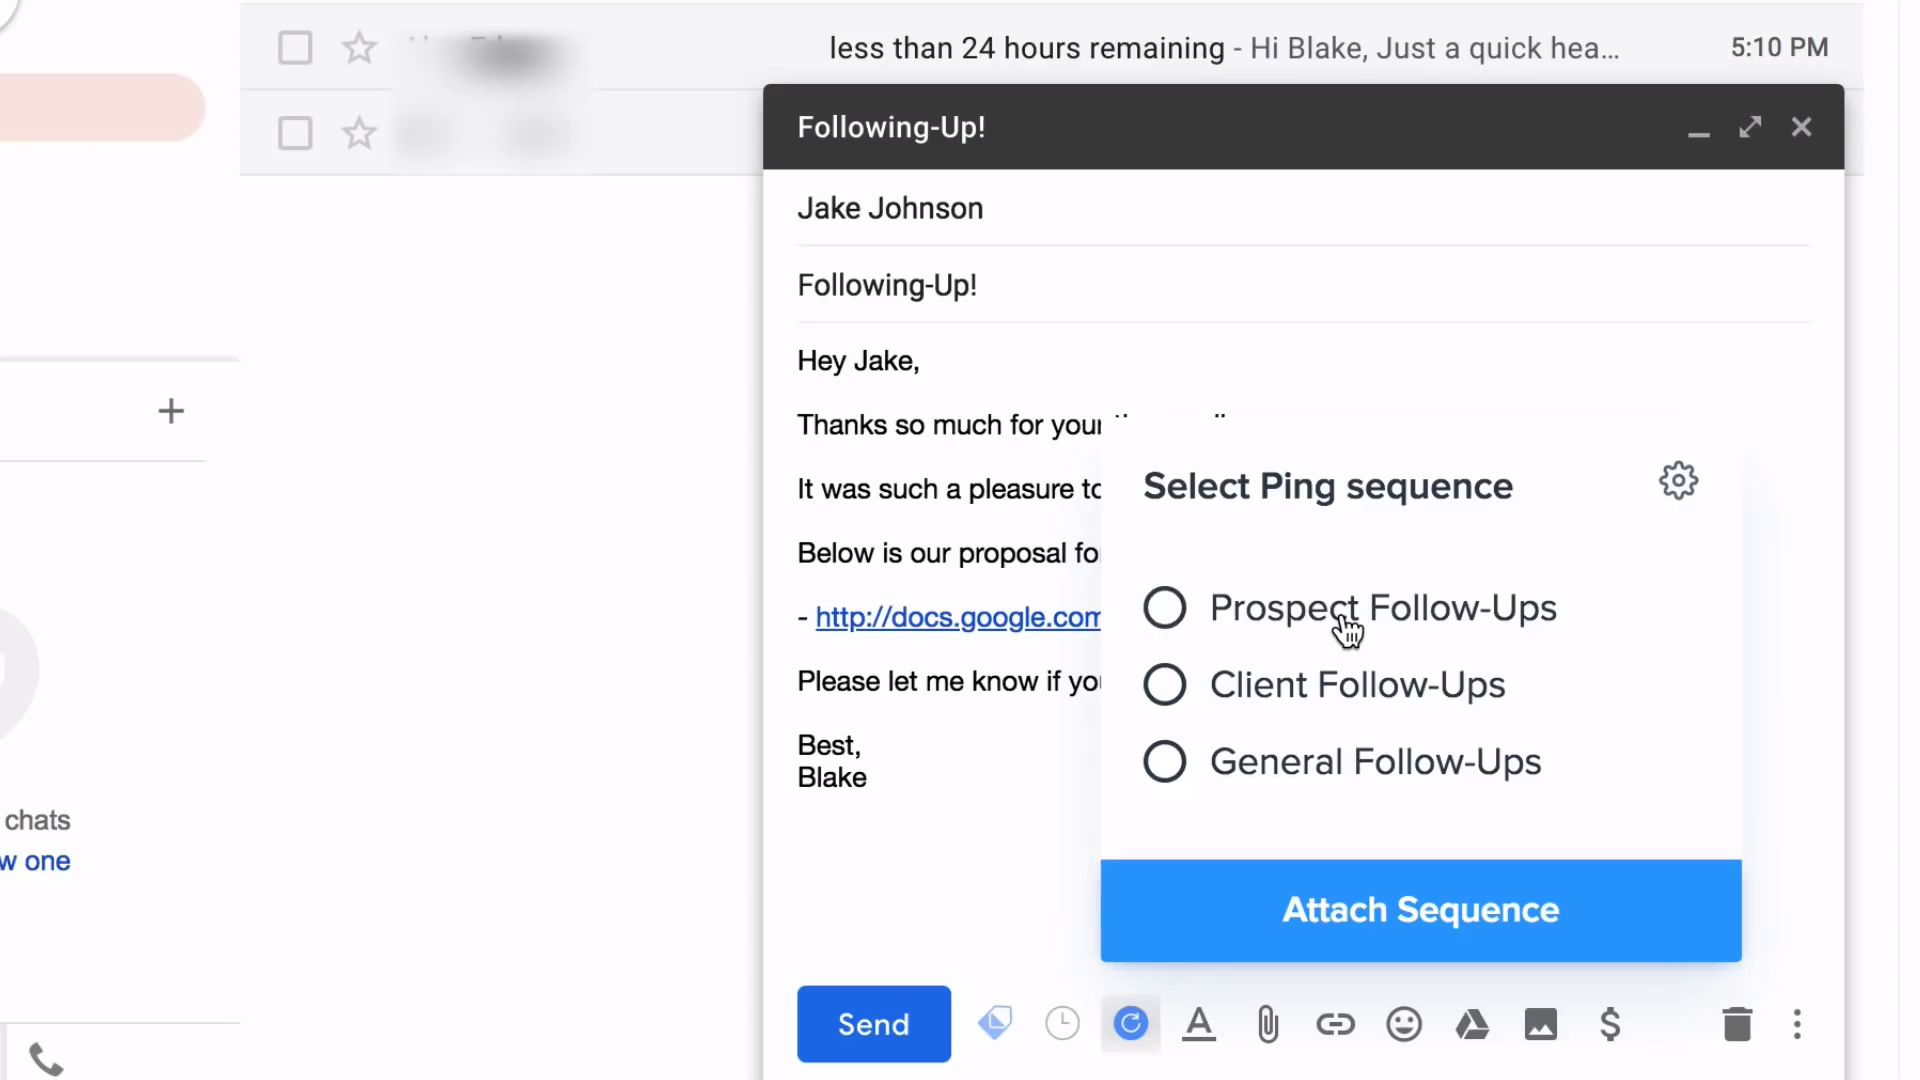 less than 24 hours remaining - Hi Blake, Just a quick hea... 5:10 PM
Following-Up!
Jake Johnson
Following-Up!
Hey Jake,
Thanks so much for your
It was such a pleasure to
Below is our proposal fo
- http://docs.google.com
Please let me know if yo
Best,
Blake
Select Ping sequence
Prospect Follow-Ups
Client Follow-Ups
General Follow-Ups
Attach Sequence
Send
chats
w one